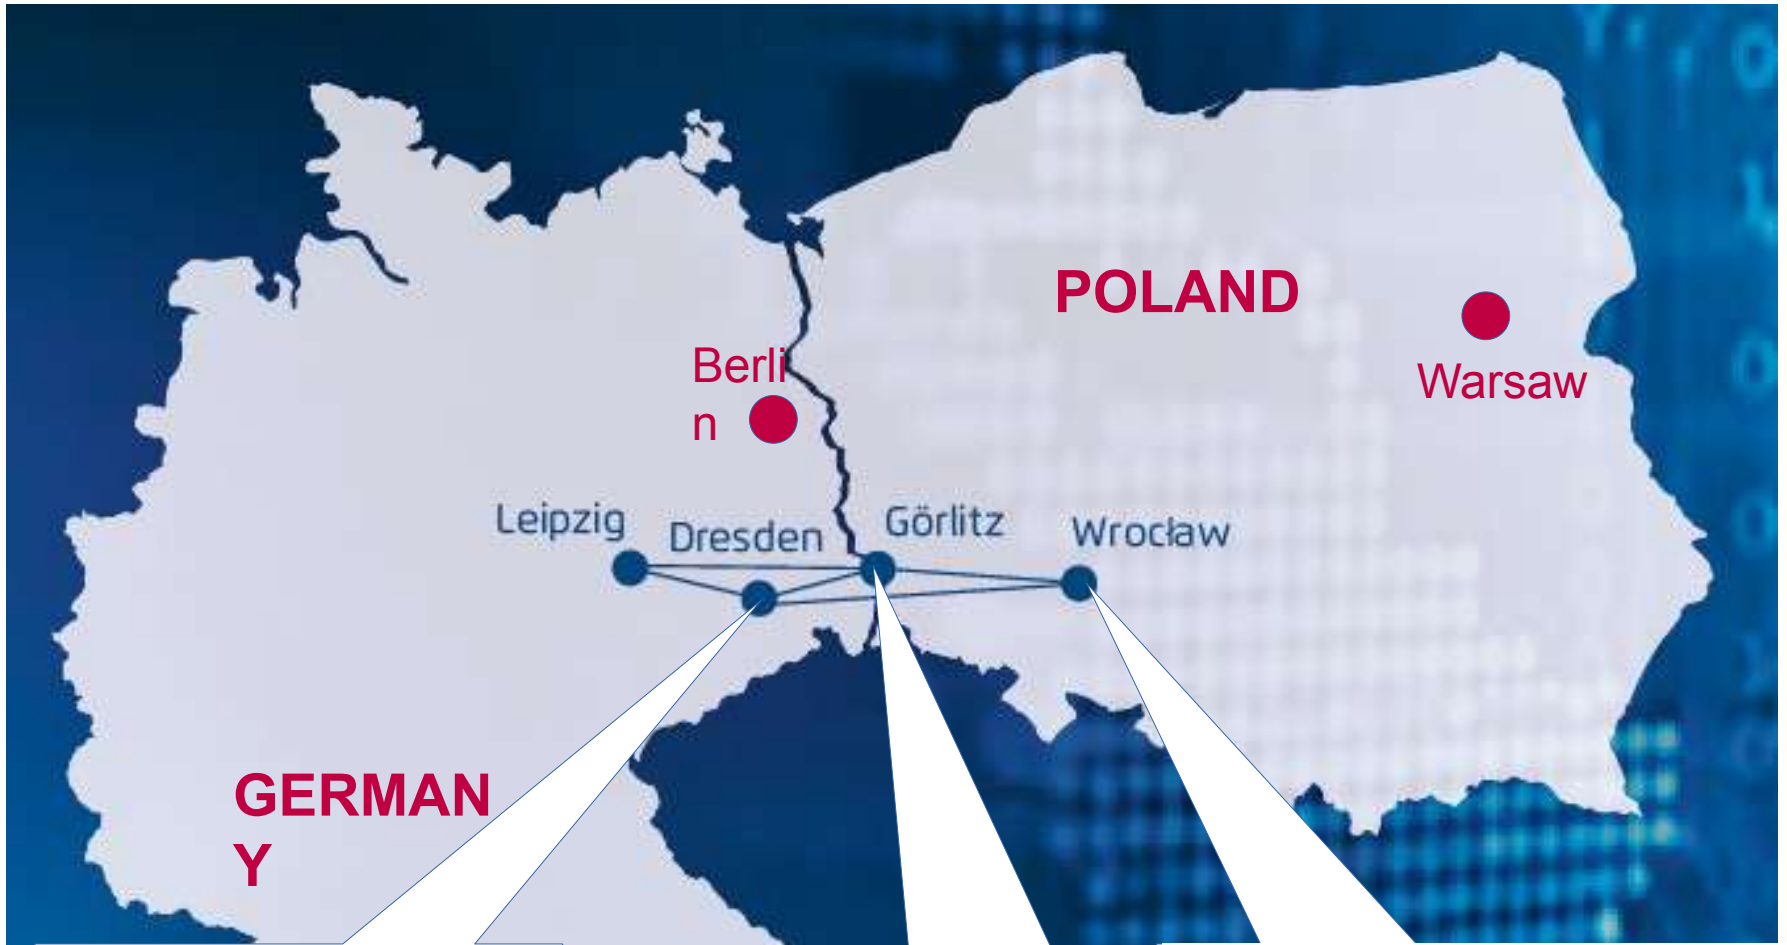 POLAND
Berli
n
Warsaw
Leipzig
Dresden
Görlitz
Wrocław
GERMAN
Y